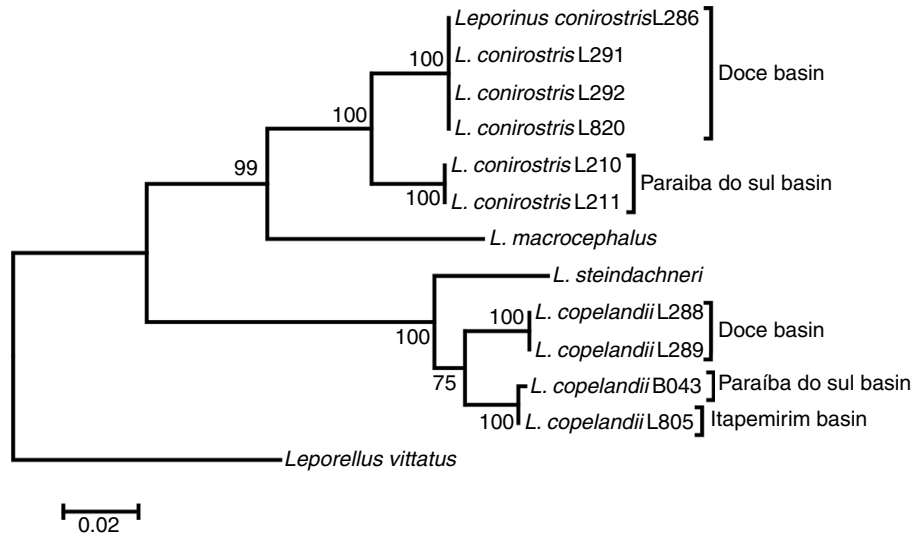 Leporinus conirostris L286
L. conirostris L291
Doce basin
L. conirostris L292
L. conirostris L820
100
100
99
L. conirostris L210
L. conirostris L211
Paraiba do sul basin
100
L. macrocephalus
L. steindachneri
100
L. copelandii L288
L. copelandii L289
Doce basin
100
75
L. copelandii B043
Paraíba do sul basin
L. copelandii L805
Itapemirim basin
100
Leporellus vittatus
0.02